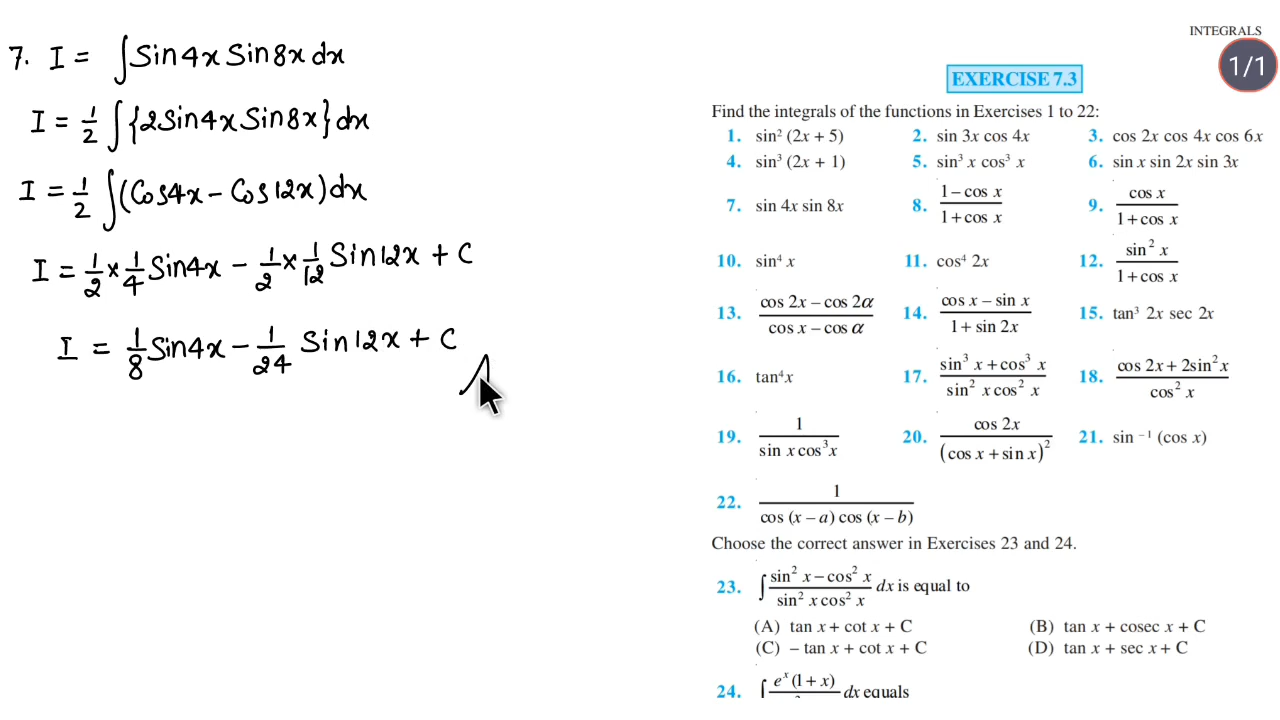 7. I = ∫ Sin4x Sin8x dx
I = 1/2 ∫ {2Sin4x Sin8x} dx
I = 1/2 ∫ (Cos4x - Cos12x) dx
I = 1/2 × 1/4 Sin4x - 1/2 × 1/12 Sin12x + C
I = 1/8 Sin4x - 1/24 Sin12x + C
INTEGRALS
1/1
EXERCISE 7.3
Find the integrals of the functions in Exercises 1 to 22:
1. sin² (2x + 5) 2. sin 3x cos 4x 3. cos 2x cos 4x cos 6x
4. sin³ (2x + 1) 5. sin³ x cos³ x 6. sin x sin 2x sin 3x
7. sin 4x sin 8x 8. (1 – cos x)/(1 + cos x) 9. cos x/(1 + cos x)
10. sin⁴ x 11. cos⁴ 2x 12. sin² x/(1 + cos x)
13. (cos 2x – cos 2α)/(cos x – cos α) 14. (cos x – sin x)/(1 + sin 2x) 15. tan³ 2x sec 2x
16. tan⁴x 17. (sin³ x + cos³ x)/(sin² x cos² x) 18. (cos 2x + 2sin² x)/cos² x
19. 1/(sin x cos³ x) 20. cos 2x/(cos x + sin x)² 21. sin ⁻¹ (cos x)
22. 1/(cos (x – a) cos (x – b))
Choose the correct answer in Exercises 23 and 24.
23. ∫ (sin² x – cos² x)/(sin² x cos² x) dx is equal to
(A) tan x + cot x + C (B) tan x + cosec x + C
(C) – tan x + cot x + C (D) tan x + sec x + C
24. ∫ eˣ (1 + x) dx equals